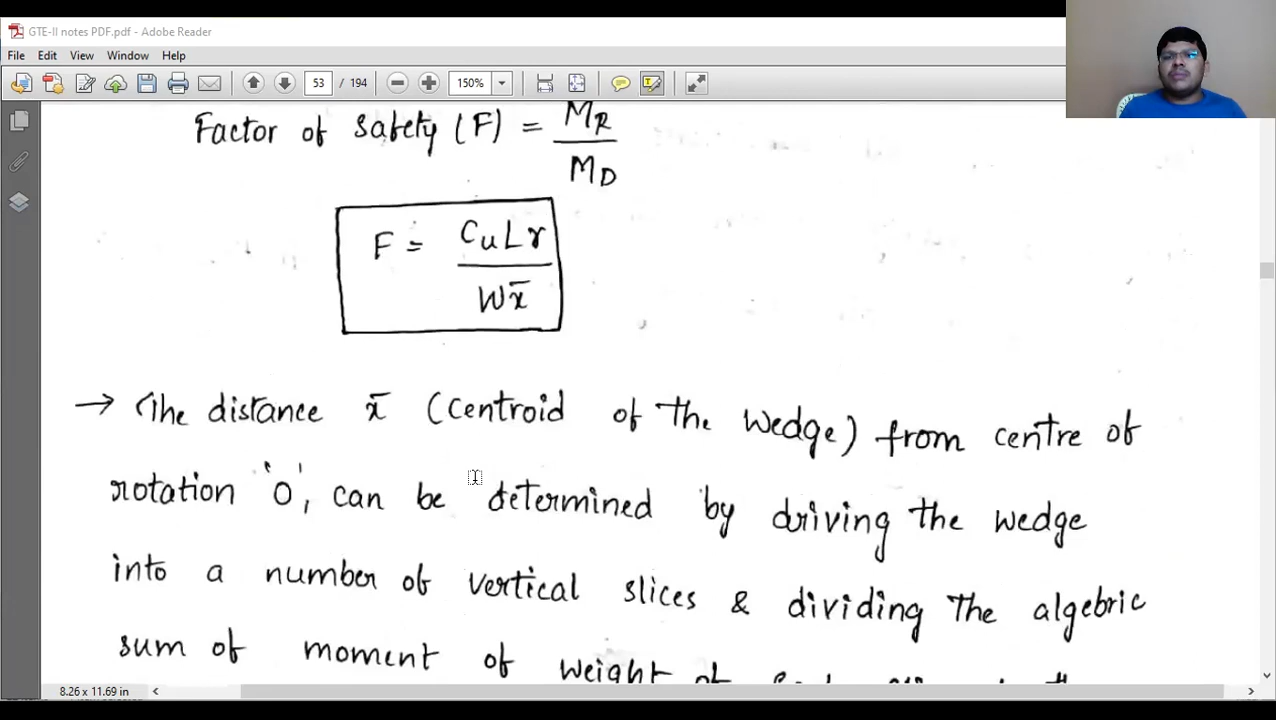 GTE-II notes PDF.pdf - Adobe Reader
File Edit View Window Help
53 / 194 150%
Factor of Safety (F) = MR / MD
F = CuLr / Wx̄
→ The distance x̄ (centroid of the wedge) from centre of
rotation 'O', can be determined by driving the wedge
into a number of vertical slices & dividing the algebric
sum of moment of weight of
8.26 x 11.69 in